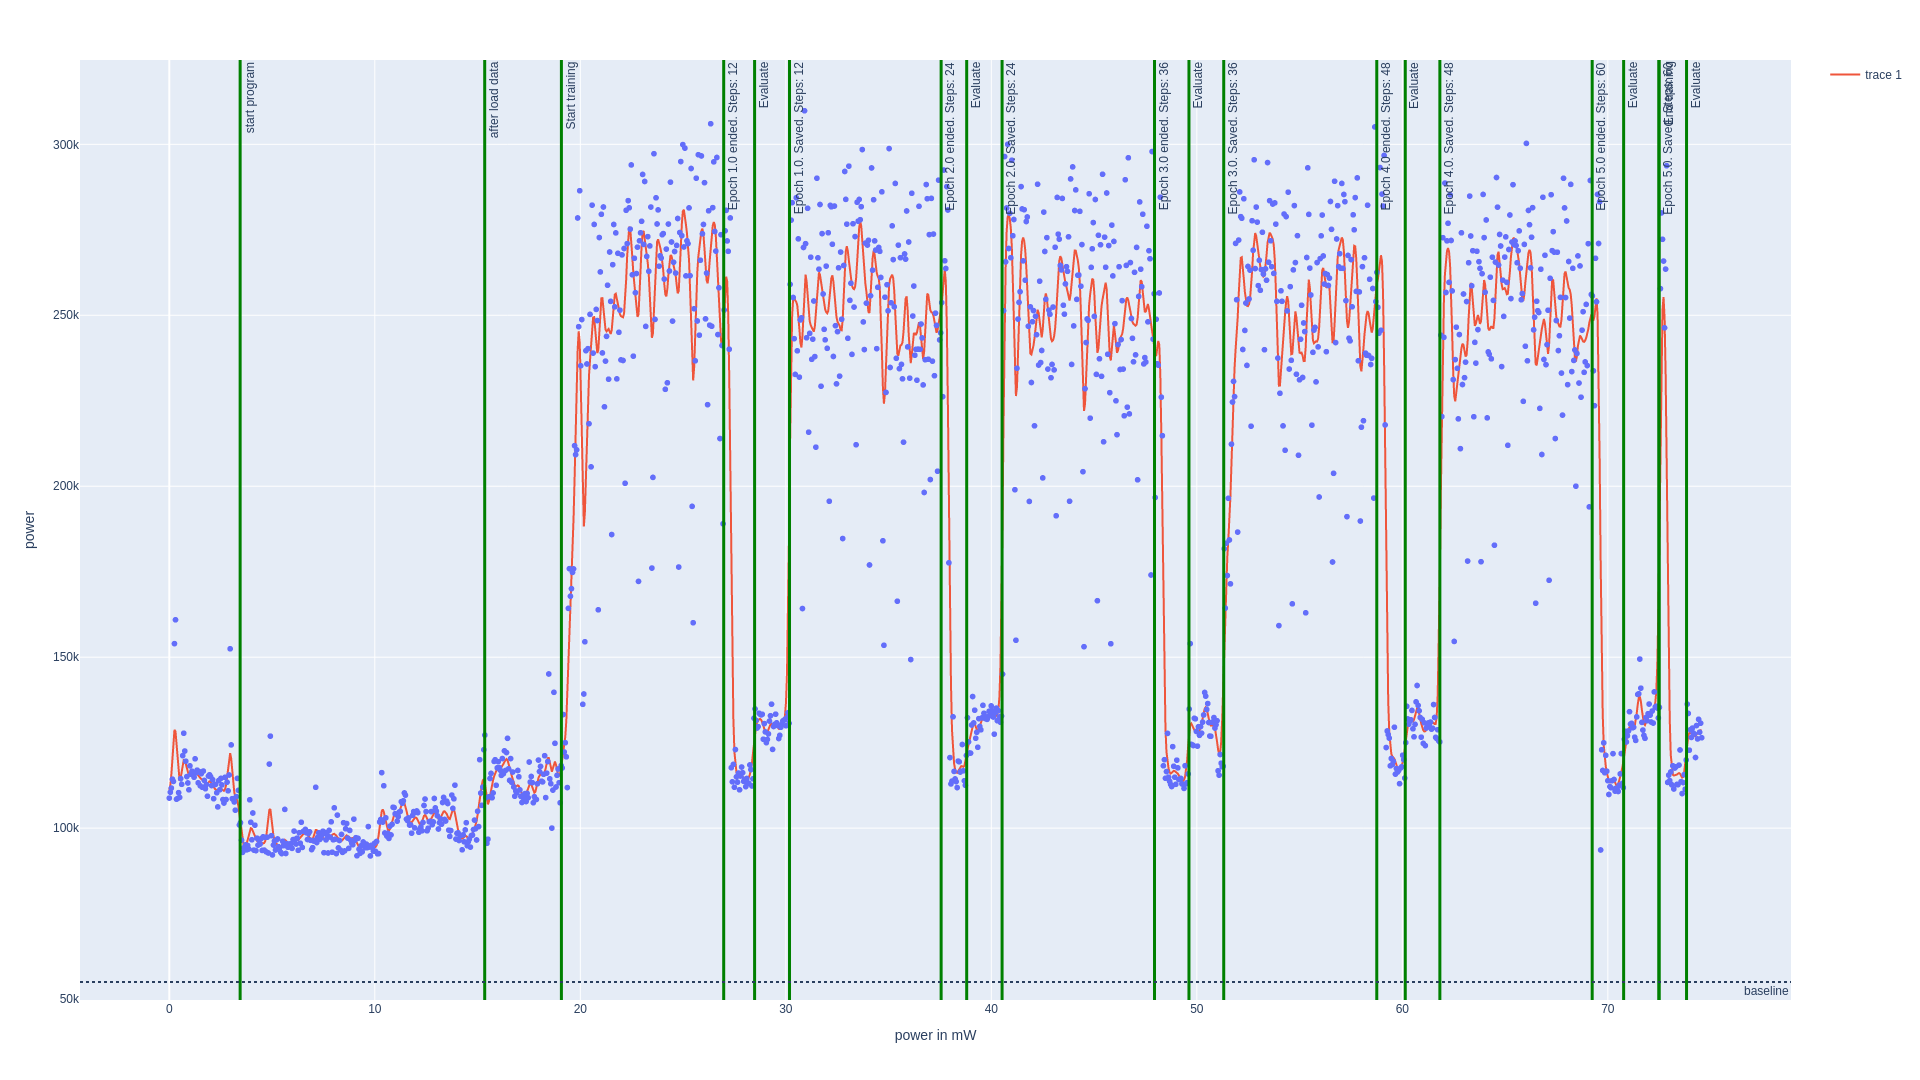 start program
after load data
Start training
Epoch 1.0 ended. Steps: 12
Evaluate
Epoch 1.0. Saved. Steps: 12
Epoch 2.0 ended. Steps: 24
Evaluate
Epoch 2.0. Saved. Steps: 24
Epoch 3.0 ended. Steps: 36
Evaluate
Epoch 3.0. Saved. Steps: 36
Epoch 4.0 ended. Steps: 48
Evaluate
Epoch 4.0. Saved. Steps: 48
Epoch 5.0 ended. Steps: 60
Evaluate
Epoch 5.0. Saved.
Evaluate
trace 1
300k
250k
200k
150k
100k
50k
power
baseline
0 10 20 30 40 50 60 70
power in mW